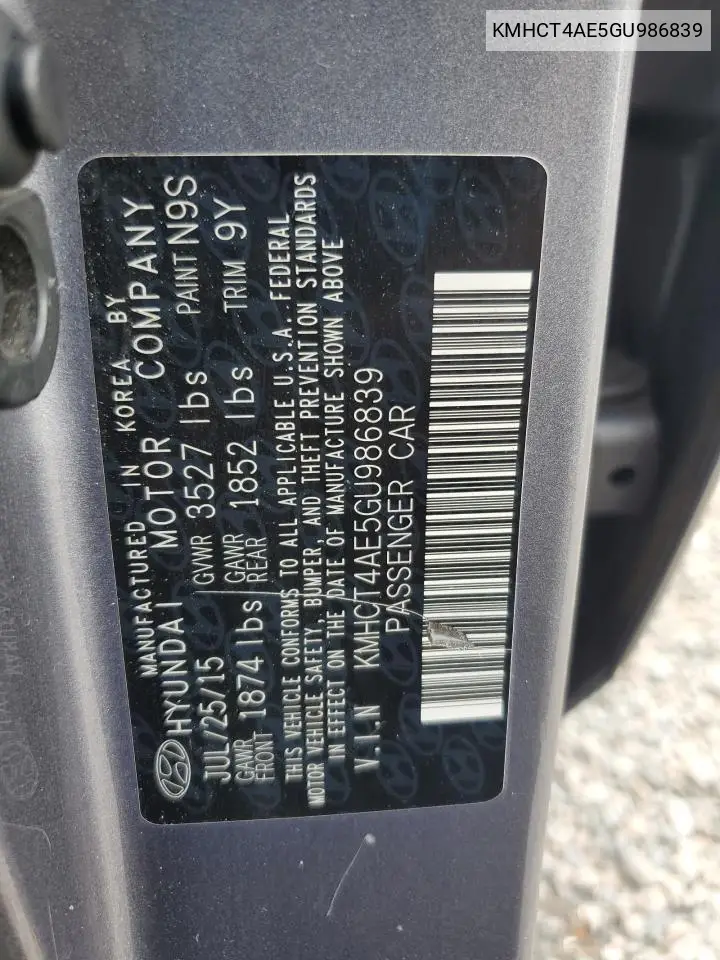 KMHCT4AE5GU986839
MANUFACTURED IN KOREA BY
HYUNDAI MOTOR COMPANY
JUL/25/15 GVWR 3527 lbs PAINT N9S
GAWR FRONT 1874 lbs GAWR REAR 1852 lbs TRIM 9Y
THIS VEHICLE CONFORMS TO ALL APPLICABLE U.S.A. FEDERAL
MOTOR VEHICLE SAFETY, BUMPER, AND THEFT PREVENTION STANDARDS
IN EFFECT ON THE DATE OF MANUFACTURE SHOWN ABOVE
V.I.N KMHCT4AE5GU986839
PASSENGER CAR